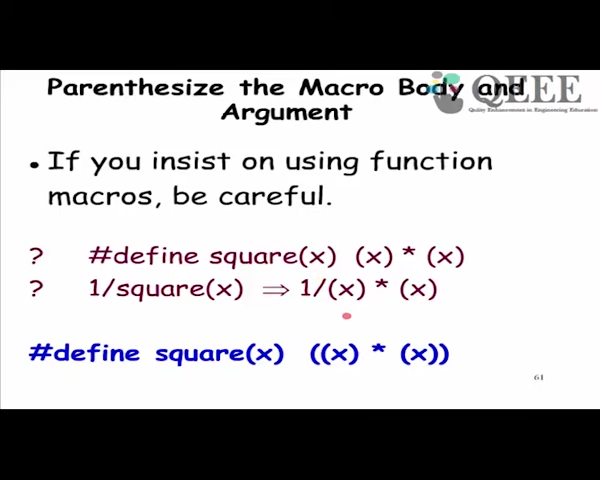 Parenthesize the Macro Body and
Argument
QEEE
Quality Enhancement in Engineering Education
• If you insist on using function
macros, be careful.
? #define square(x) (x) * (x)
? 1/square(x) ⇒ 1/(x) * (x)
#define square(x) ((x) * (x))
61